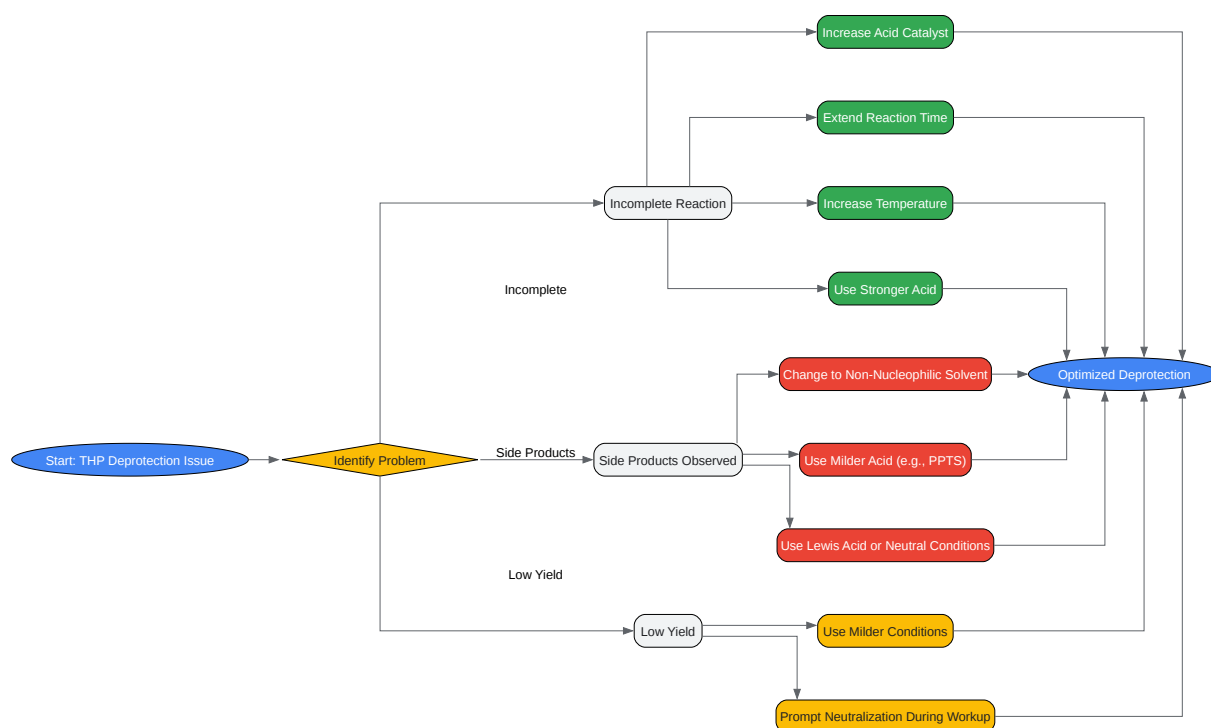 Increase Acid Catalyst
Extend Reaction Time
Incomplete Reaction
Increase Temperature
Incomplete
Use Stronger Acid
Change to Non-Nucleophilic Solvent
Optimized Deprotection
Start: THP Deprotection Issue
Identify Problem
Side Products
Side Products Observed
Use Milder Acid (e.g., PPTS)
Use Lewis Acid or Neutral Conditions
Low Yield
Low Yield
Use Milder Conditions
Prompt Neutralization During Workup